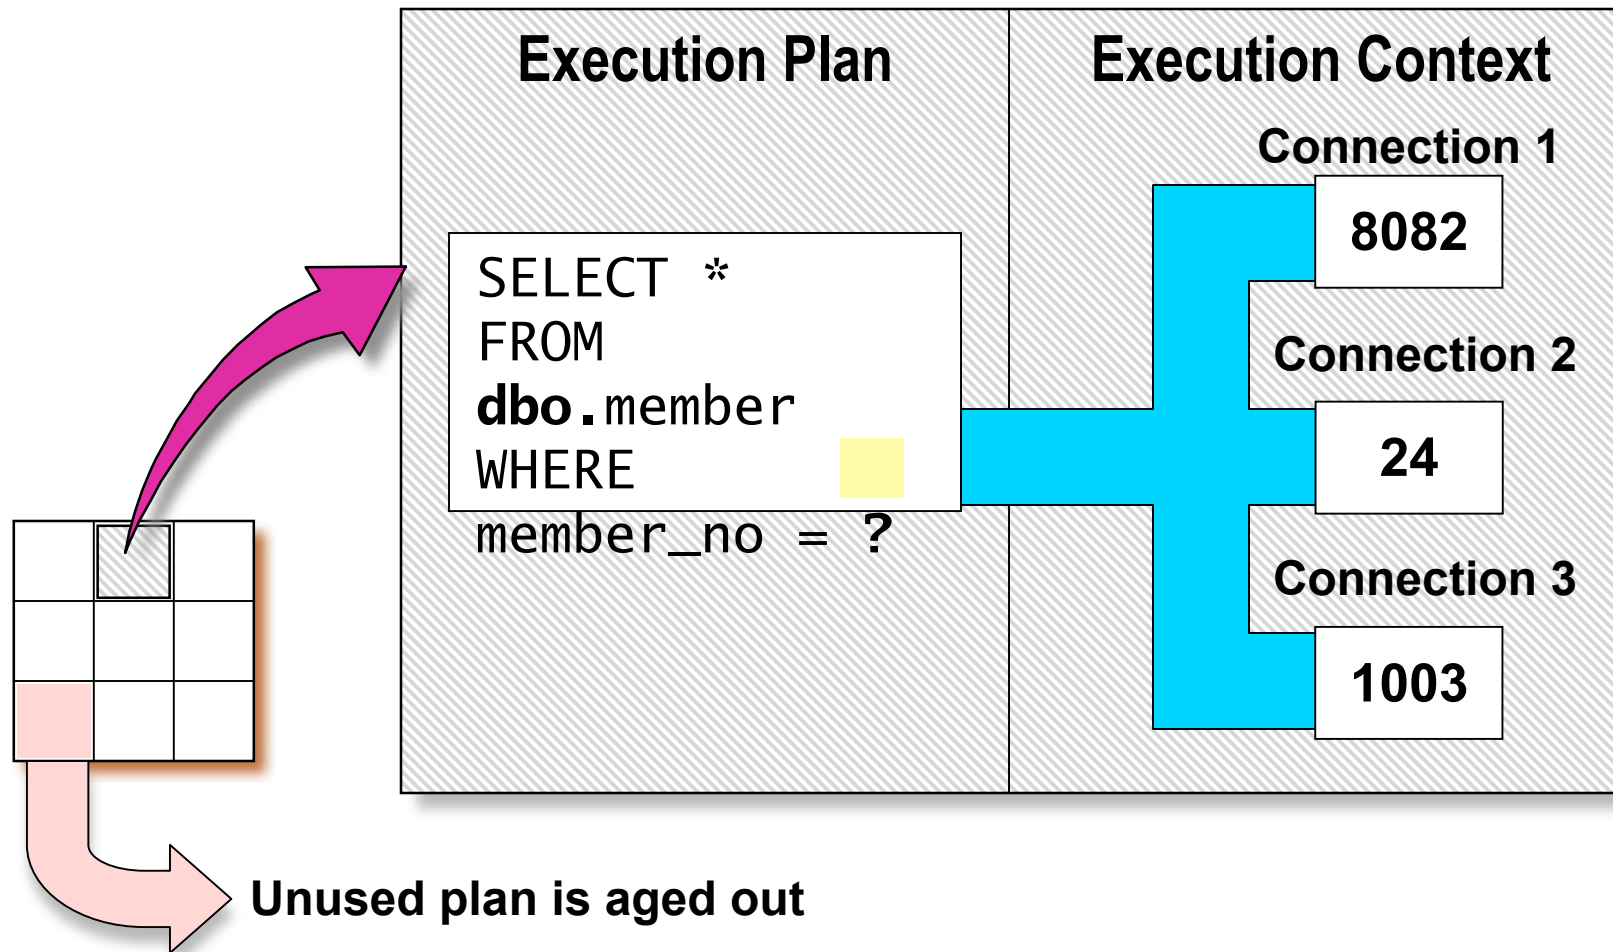 Execution Plan
Execution Context
SELECT *
FROM
dbo.member
WHERE
member_no = ?
Connection 1
8082
Connection 2
24
Connection 3
1003
Unused plan is aged out